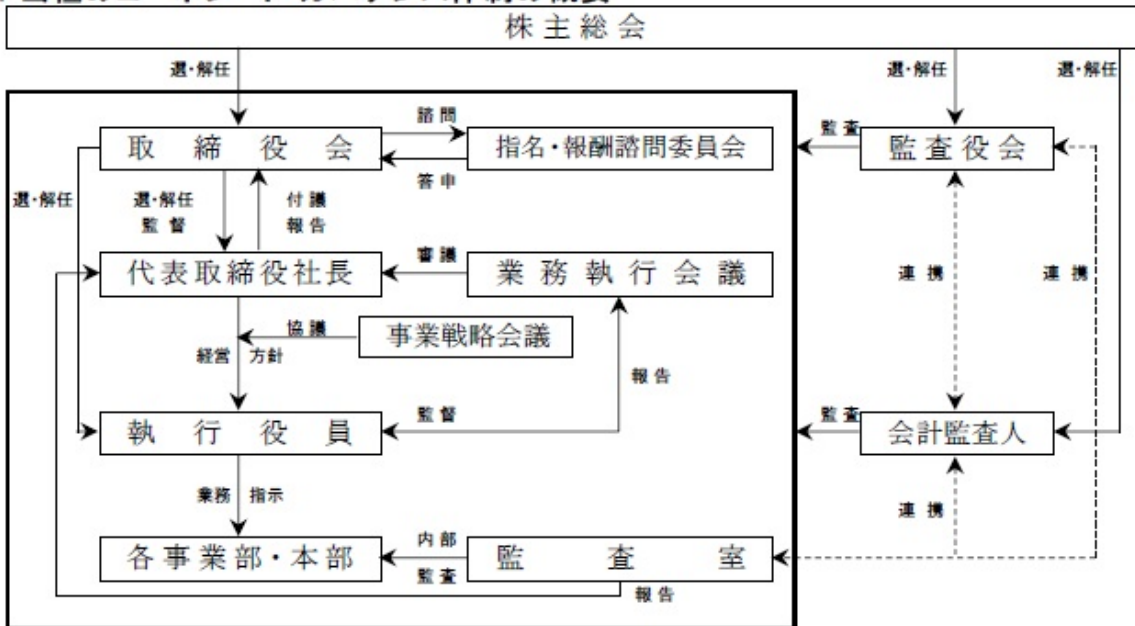 株主総会
選・解任
選・解任
選・解任
取締役会
諮問
指名・報酬諮問委員会
答申
監査
監査役会
選・解任
選・解任
監督
付議
報告
代表取締役社長
審議
業務執行会議
連携
連携
協議
事業戦略会議
経営 方針
報告
執行役員
監督
監査
会計監査人
業務 指示
連携
各事業部・本部
内部
監査
監査室
報告